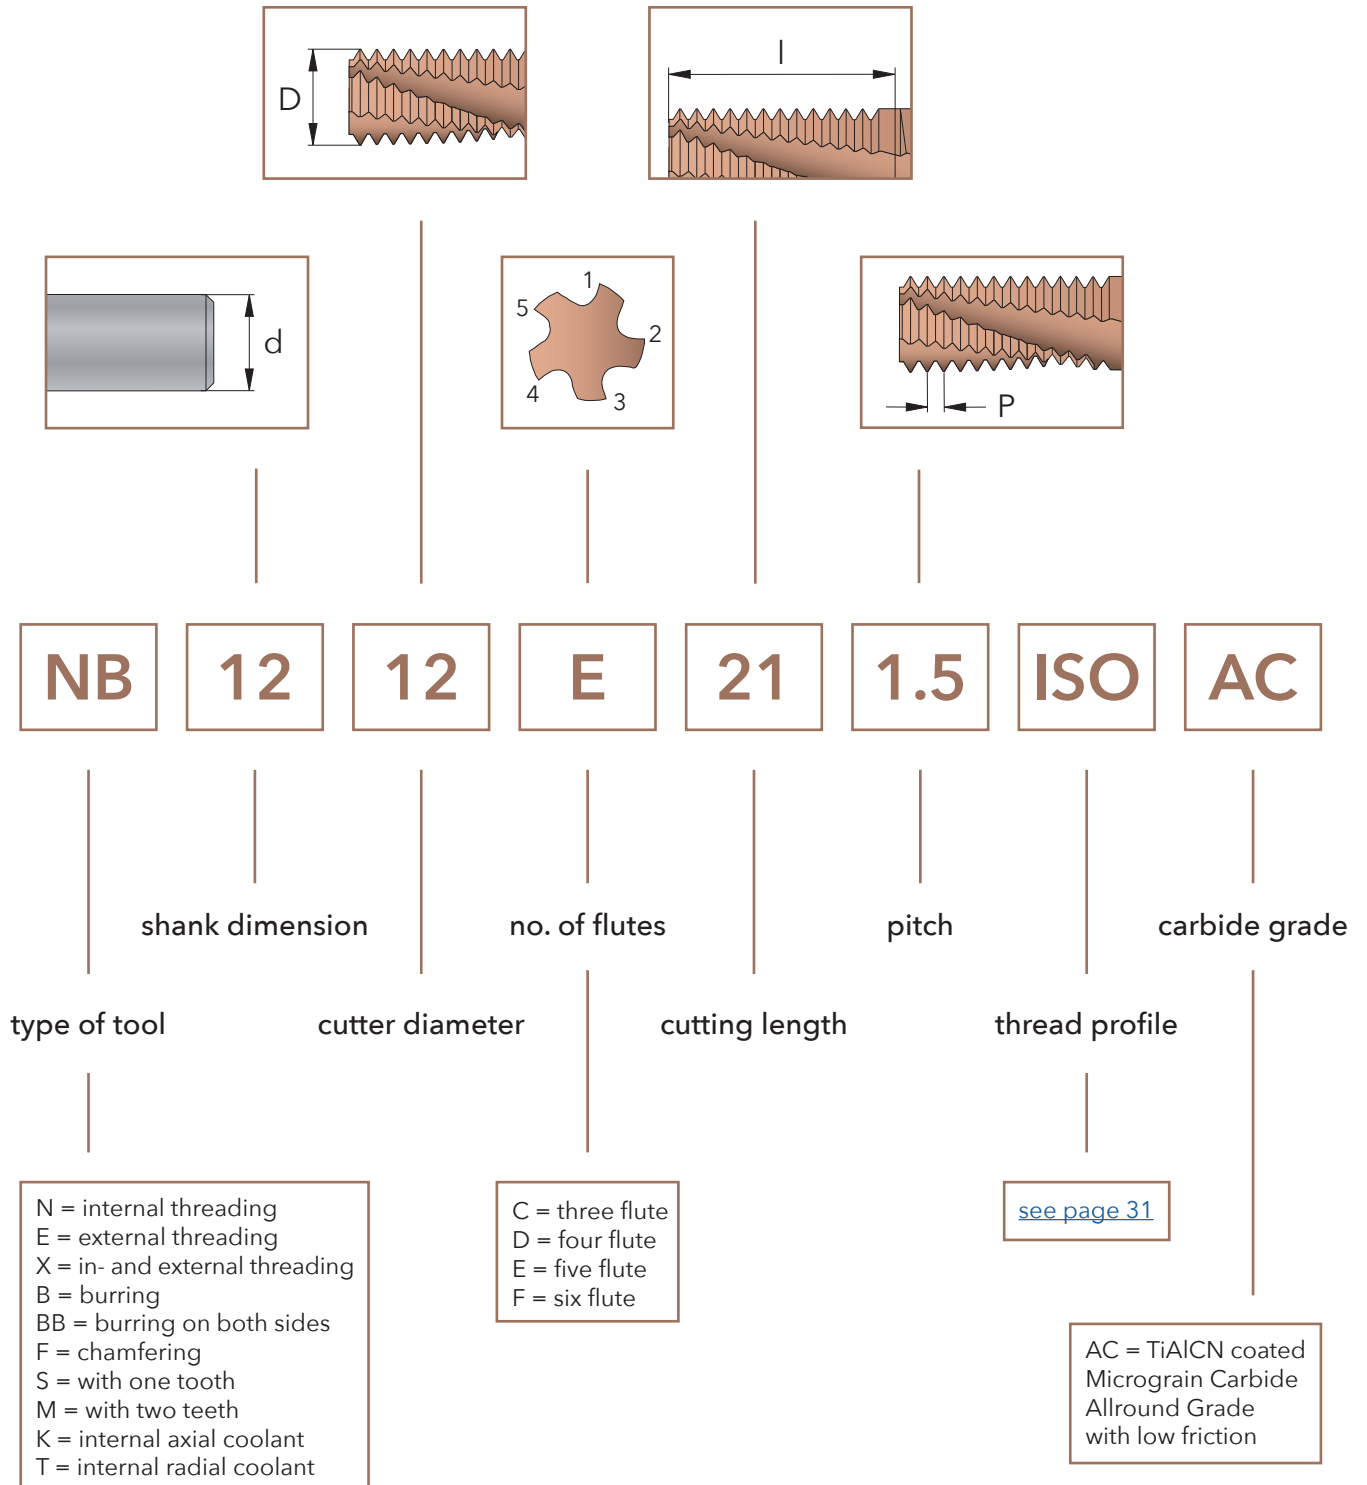 D
l
d
1
2
3
4
5
P
NB 12 12 E 21 1.5 ISO AC
shank dimension
no. of flutes
pitch
carbide grade
type of tool
cutter diameter
cutting length
thread profile
N = internal threading
E = external threading
X = in- and external threading
B = burring
BB = burring on both sides
F = chamfering
S = with one tooth
M = with two teeth
K = internal axial coolant
T = internal radial coolant
C = three flute
D = four flute
E = five flute
F = six flute
see page 31
AC = TiAlCN coated
Micrograin Carbide
Allround Grade
with low friction